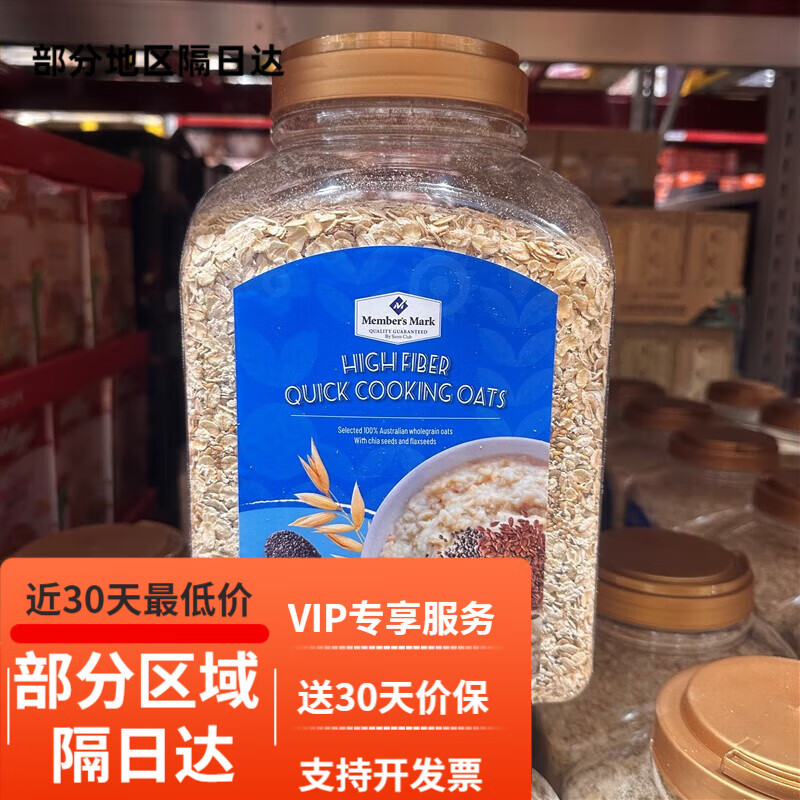 部分地区隔日达
Member's Mark
QUALITY GUARANTEED
By Sam's Club
HIGH FIBER
QUICK COOKING OATS
Selected 100% Australian wholegrain oats
With chia seeds and flaxseeds
近30天最低价
部分区域
隔日达
VIP专享服务
送30天价保
支持开发票